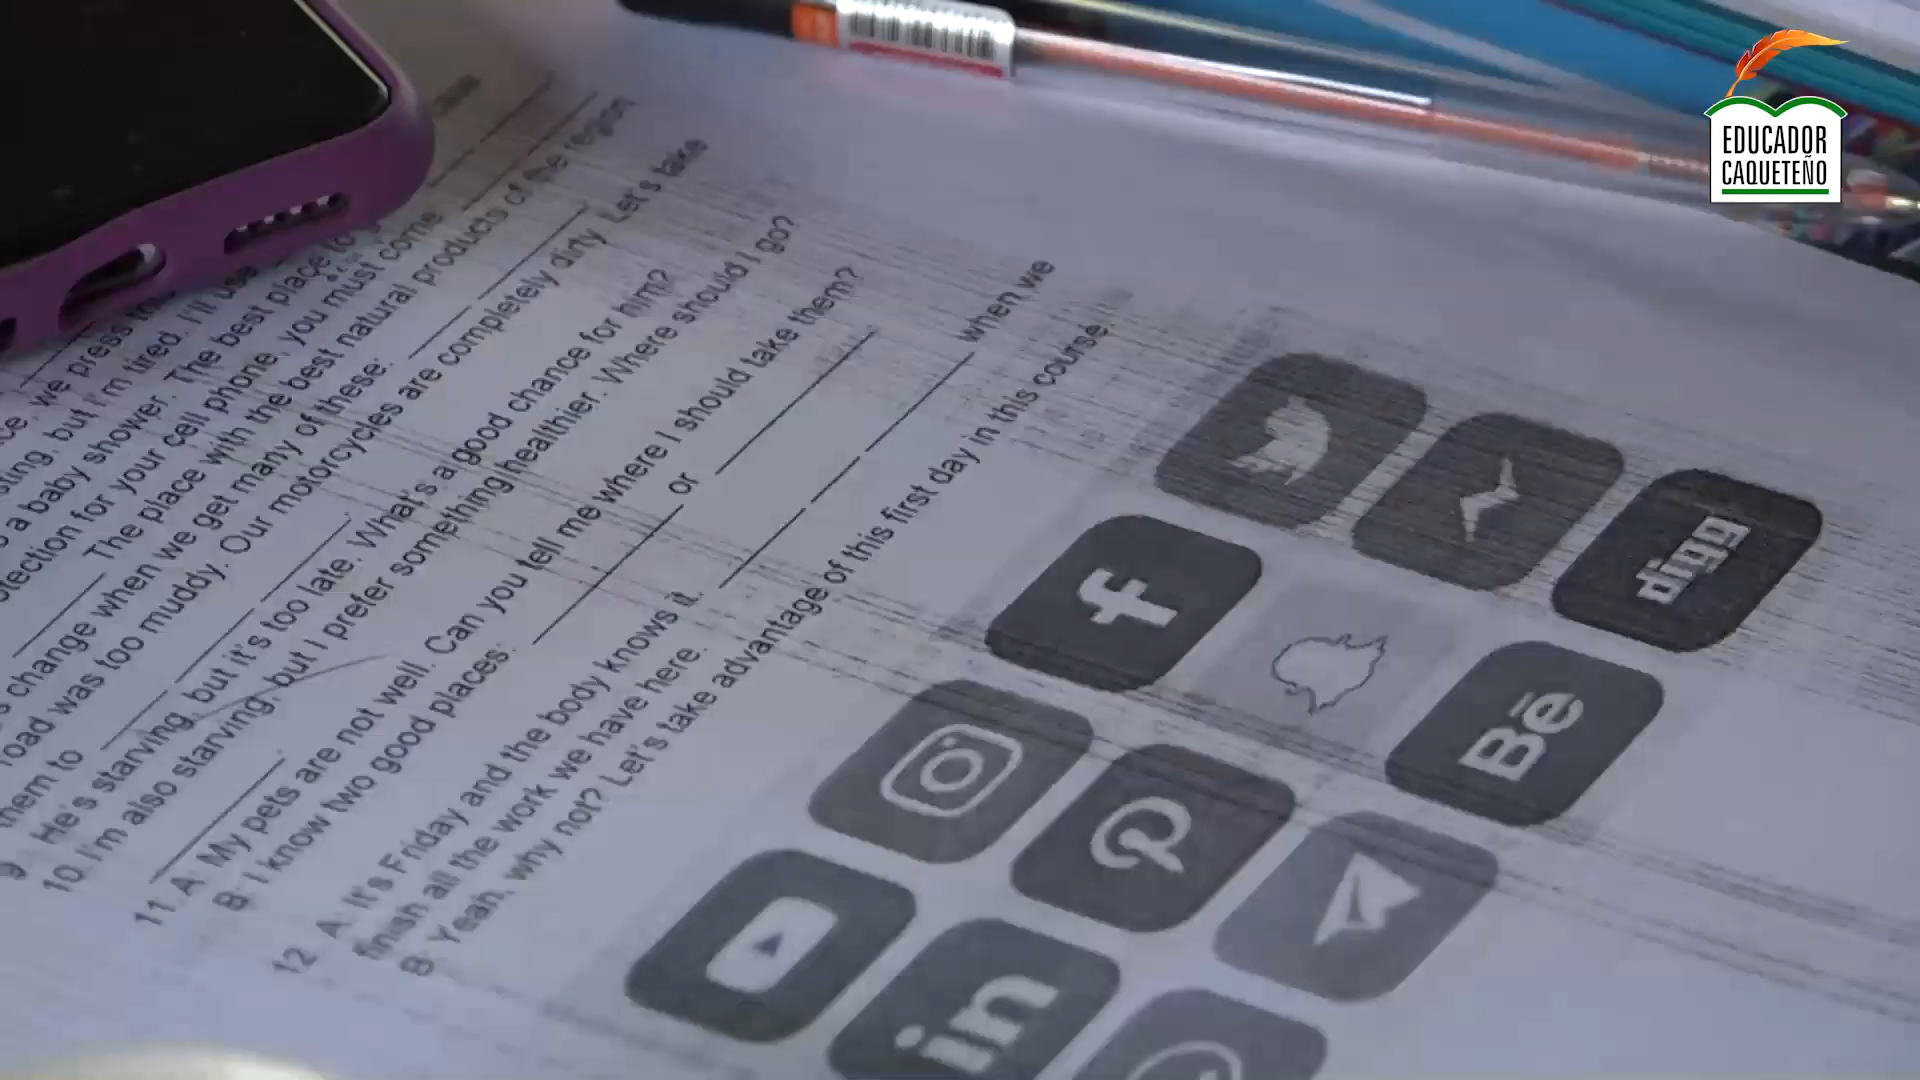 EDUCADOR
CAQUETEÑO
we press
sting, but I'm tired. I'll use
a baby shower. The best place to
otection for your cell phone, you must come
The place with the best natural products of the region
s change when we get many of these:
road was too muddy. Our motorcycles are completely dirty. Let's take
them to
9. He's starving, but it's too late. What's a good chance for him?
10. I'm also starving, but I prefer something healthier. Where should I go?
11. A: My pets are not well. Can you tell me where I should take them?
B: I know two good places: or
12. A: It's Friday and the body knows it. when we
finish all the work we have here.
B: Yeah, why not? Let's take advantage of this first day in this course.
digg
f
Bē
in